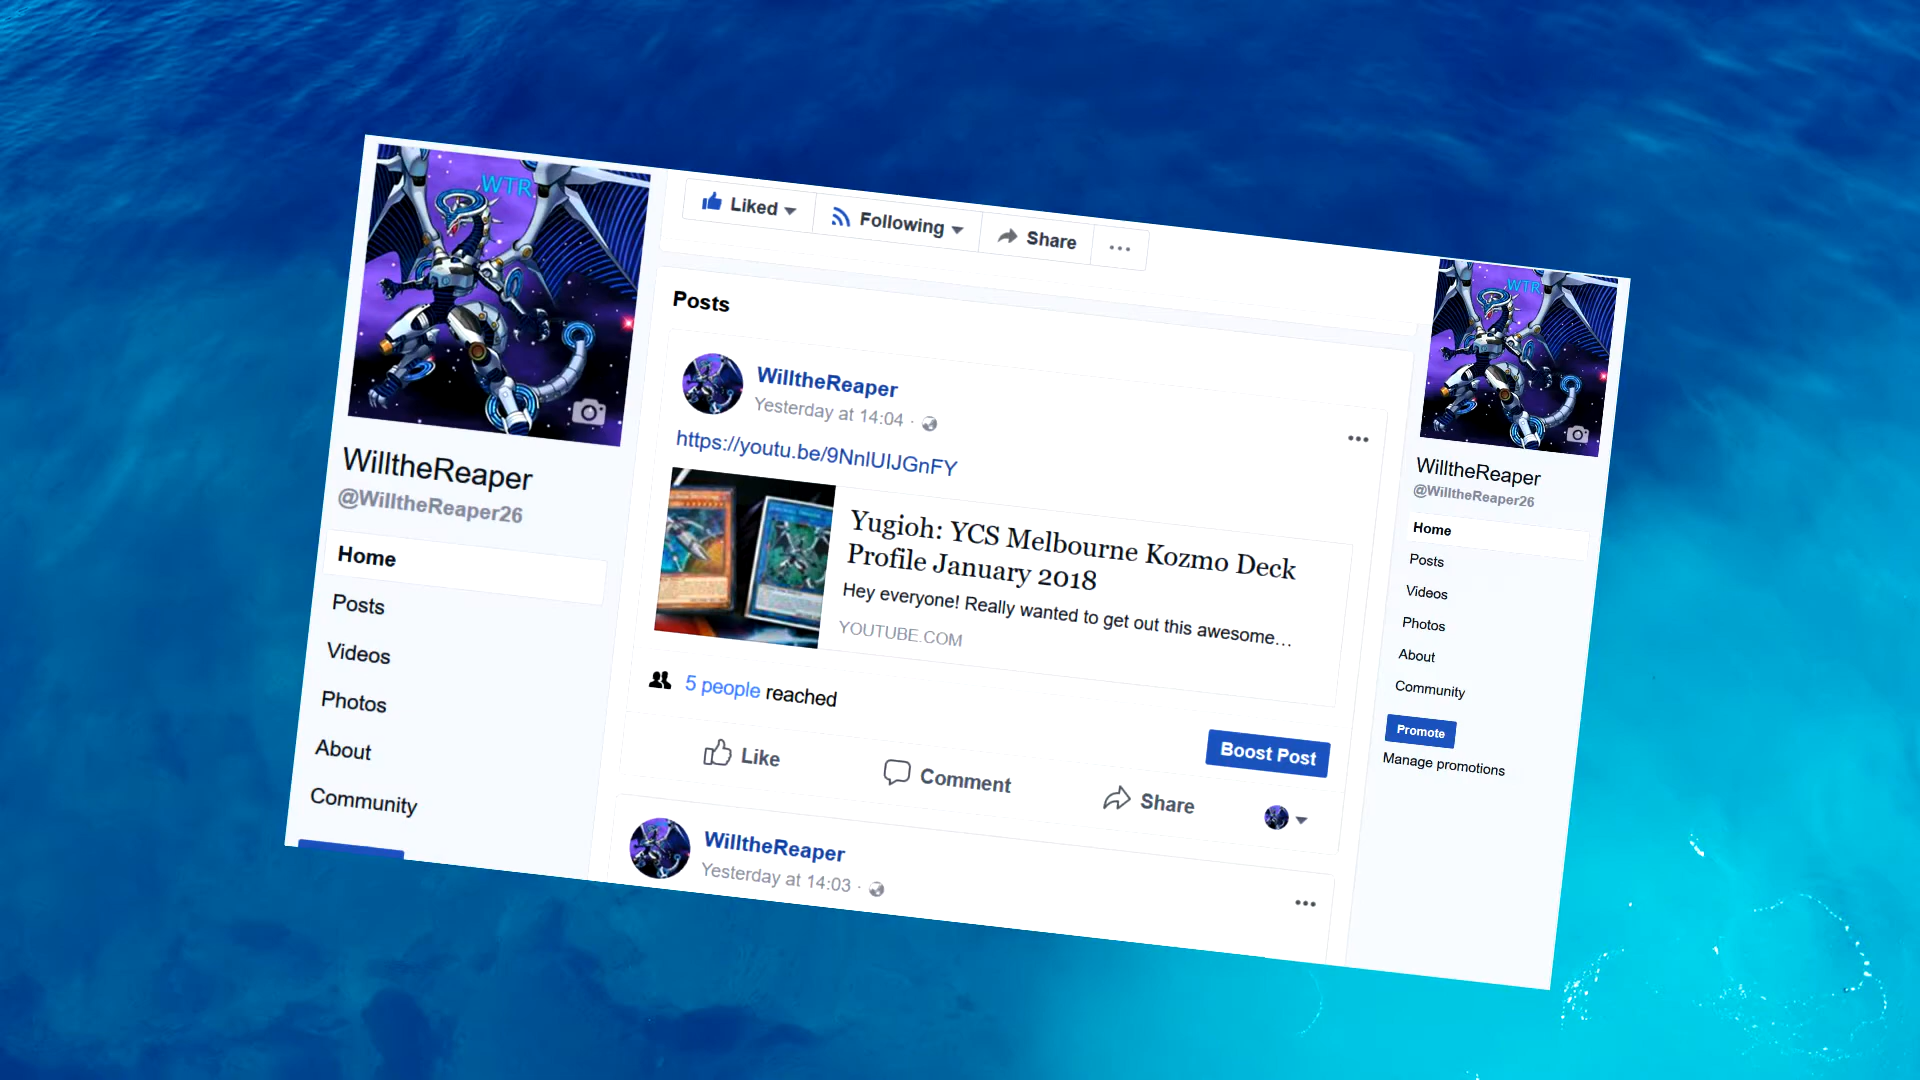 WTR
WilltheReaper
@WilltheReaper26
Home
Posts
Videos
Photos
About
Community
Liked
Following
Share
Posts
WilltheReaper
Yesterday at 14:04 ·
https://youtu.be/9NnlUIJGnFY
Yugioh: YCS Melbourne Kozmo Deck
Profile January 2018
Hey everyone! Really wanted to get out this awesome…
YOUTUBE.COM
5 people reached
Boost Post
Like
Comment
Share
WilltheReaper
Yesterday at 14:03 ·
WTR
WilltheReaper
@WilltheReaper26
Home
Posts
Videos
Photos
About
Community
Promote
Manage promotions